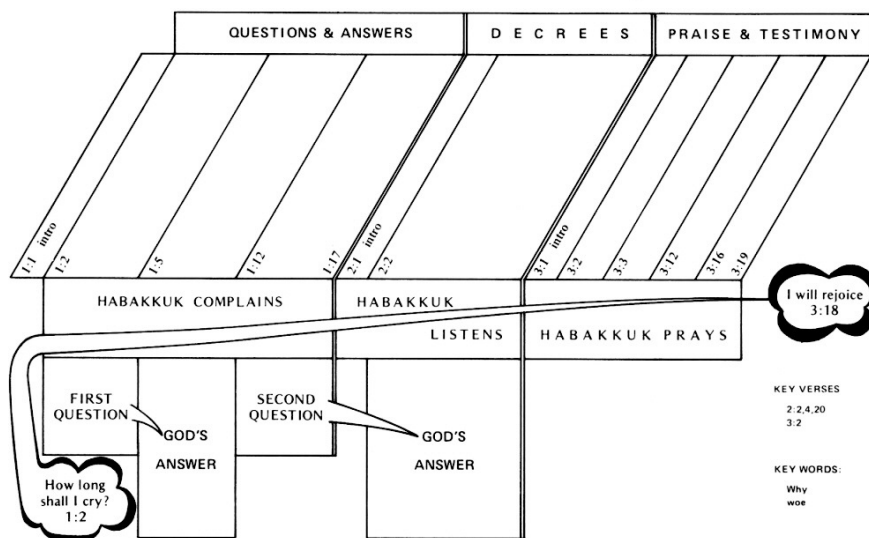 QUESTIONS & ANSWERS
DECREES
PRAISE & TESTIMONY
1:1 intro
1:2
1:5
1:12
1:17
2:1 intro
2:2
3:1 intro
3:2
3:3
3:12
3:16
3:19
HABAKKUK COMPLAINS
HABAKKUK
LISTENS
HABAKKUK PRAYS
I will rejoice
3:18
FIRST
QUESTION
GOD'S
ANSWER
SECOND
QUESTION
GOD'S
ANSWER
How long
shall I cry?
1:2
KEY VERSES
2:2,4,20
3:2
KEY WORDS:
Why
woe